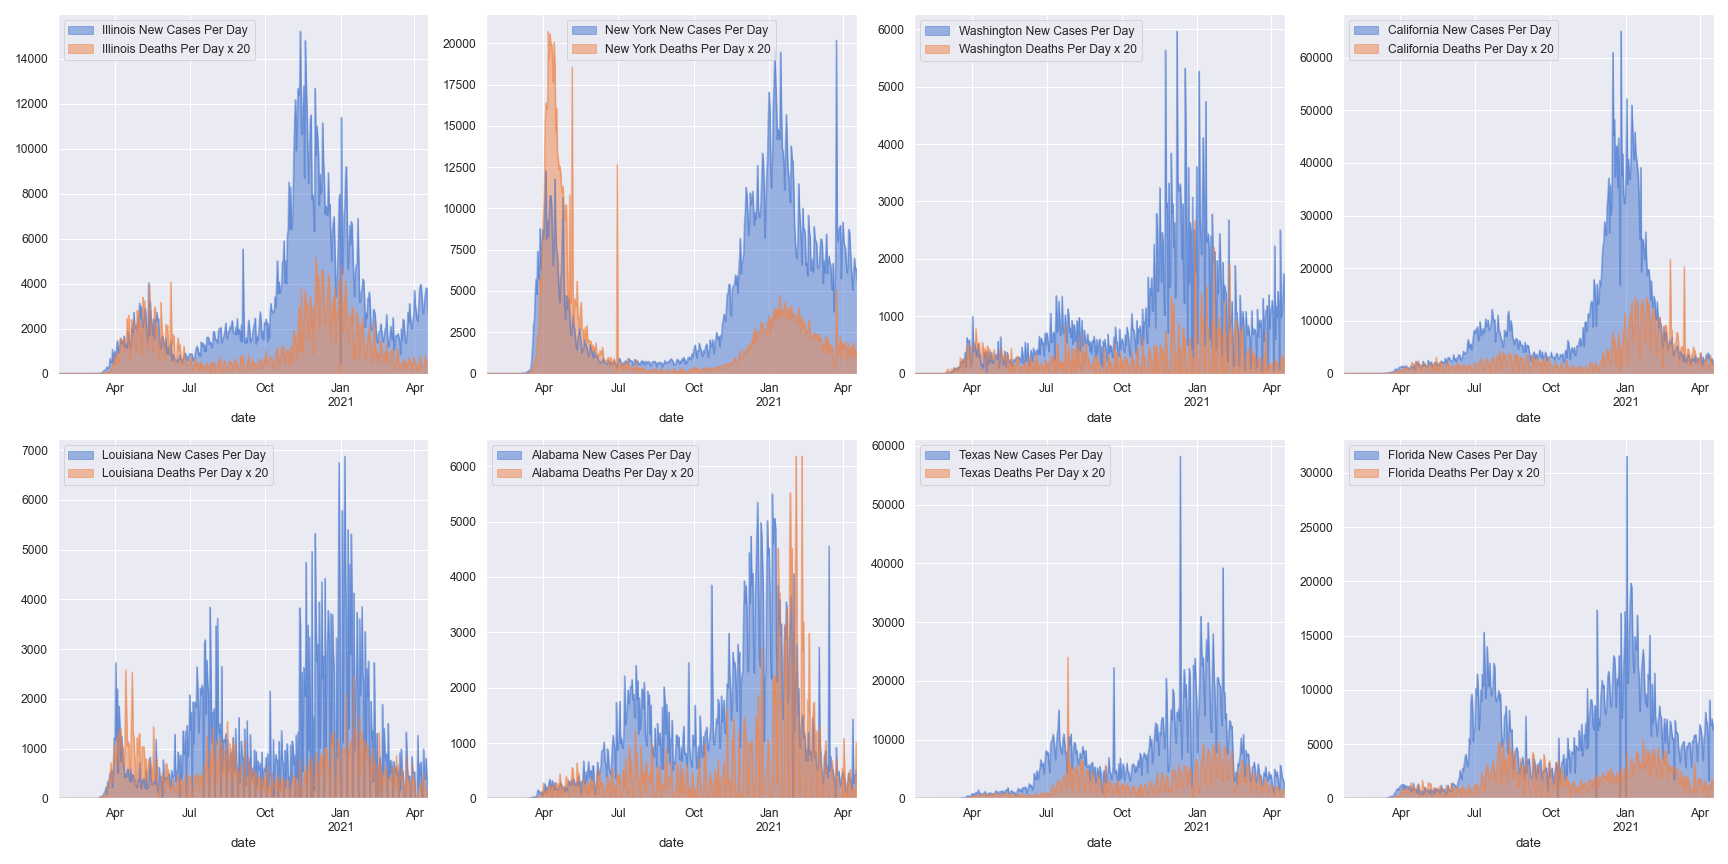 Illinois New Cases Per Day
Illinois Deaths Per Day x 20
14000
12000
10000
8000
6000
4000
2000
0
Apr
Jul
Oct
Jan
2021
Apr
date
New York New Cases Per Day
New York Deaths Per Day x 20
20000
17500
15000
12500
10000
7500
5000
2500
0
Apr
Jul
Oct
Jan
2021
Apr
date
Washington New Cases Per Day
Washington Deaths Per Day x 20
6000
5000
4000
3000
2000
1000
0
Apr
Jul
Oct
Jan
2021
Apr
date
California New Cases Per Day
California Deaths Per Day x 20
60000
50000
40000
30000
20000
10000
0
Apr
Jul
Oct
Jan
2021
Apr
date
Louisiana New Cases Per Day
Louisiana Deaths Per Day x 20
7000
6000
5000
4000
3000
2000
1000
0
Apr
Jul
Oct
Jan
2021
Apr
date
Alabama New Cases Per Day
Alabama Deaths Per Day x 20
6000
5000
4000
3000
2000
1000
0
Apr
Jul
Oct
Jan
2021
Apr
date
Texas New Cases Per Day
Texas Deaths Per Day x 20
60000
50000
40000
30000
20000
10000
0
Apr
Jul
Oct
Jan
2021
Apr
date
Florida New Cases Per Day
Florida Deaths Per Day x 20
30000
25000
20000
15000
10000
5000
0
Apr
Jul
Oct
Jan
2021
Apr
date